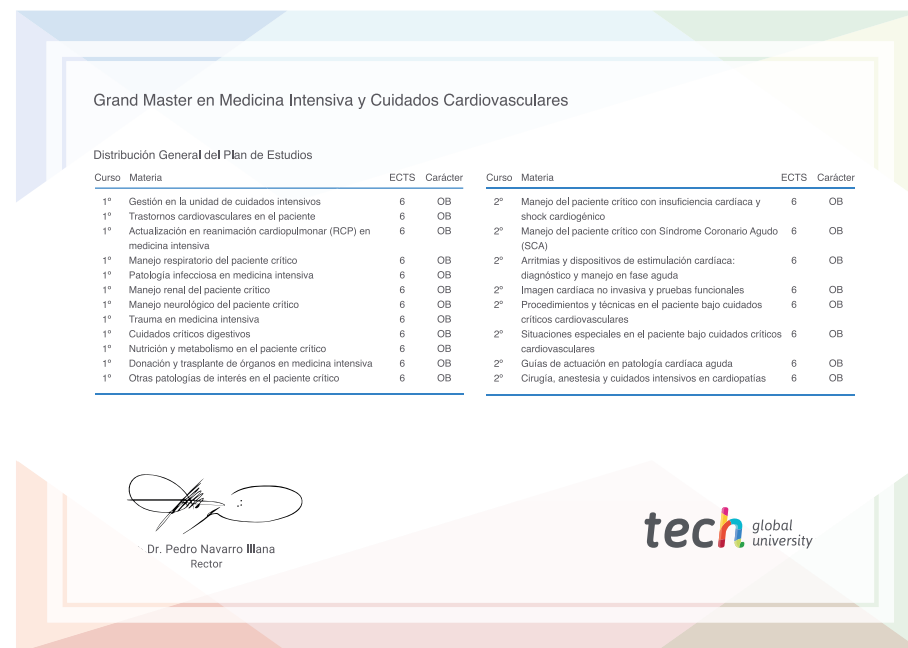 Grand Master en Medicina Intensiva y Cuidados Cardiovasculares
Distribución General del Plan de Estudios
Curso Materia ECTS Carácter
1º Gestión en la unidad de cuidados intensivos 6 OB
1º Trastornos cardiovasculares en el paciente 6 OB
1º Actualización en reanimación cardiopulmonar (RCP) en 6 OB
medicina intensiva
1º Manejo respiratorio del paciente crítico 6 OB
1º Patología infecciosa en medicina intensiva 6 OB
1º Manejo renal del paciente crítico 6 OB
1º Manejo neurológico del paciente crítico 6 OB
1º Trauma en medicina intensiva 6 OB
1º Cuidados críticos digestivos 6 OB
1º Nutrición y metabolismo en el paciente crítico 6 OB
1º Donación y trasplante de órganos en medicina intensiva 6 OB
1º Otras patologías de interés en el paciente crítico 6 OB
Curso Materia ECTS Carácter
2º Manejo del paciente crítico con insuficiencia cardíaca y 6 OB
shock cardiogénico
2º Manejo del paciente crítico con Síndrome Coronario Agudo 6 OB
(SCA)
2º Arritmias y dispositivos de estimulación cardíaca: 6 OB
diagnóstico y manejo en fase aguda
2º Imagen cardíaca no invasiva y pruebas funcionales 6 OB
2º Procedimientos y técnicas en el paciente bajo cuidados 6 OB
críticos cardiovasculares
2º Situaciones especiales en el paciente bajo cuidados críticos 6 OB
cardiovasculares
2º Guías de actuación en patología cardíaca aguda 6 OB
2º Cirugía, anestesia y cuidados intensivos en cardiopatías 6 OB
Dr. Pedro Navarro Illana
Rector
tech global
university